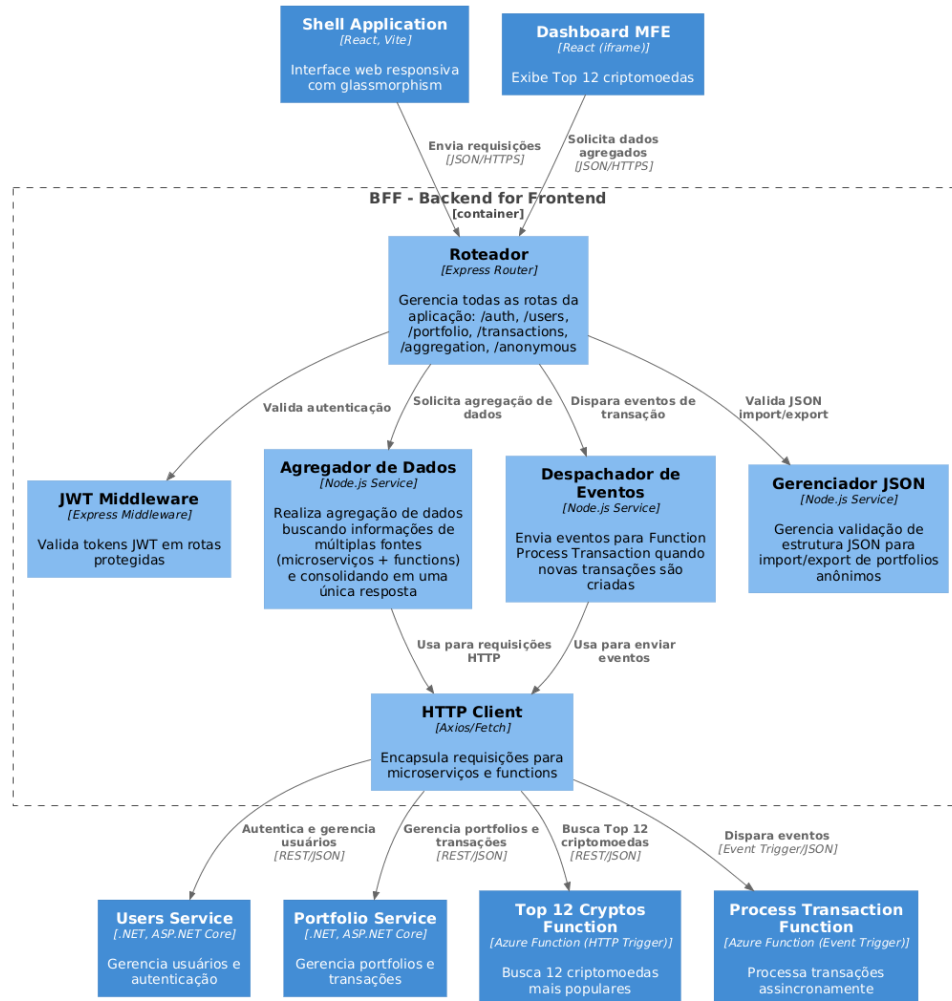 Shell Application
[React, Vite]
Interface web responsiva
com glassmorphism
Dashboard MFE
[React (iframe)]
Exibe Top 12 criptomoedas
Envia requisições
[JSON/HTTPS]
Solicita dados
agregados
[JSON/HTTPS]
BFF - Backend for Frontend
[container]
Roteador
[Express Router]
Gerencia todas as rotas da
aplicação: /auth, /users,
/portfolio, /transactions,
/aggregation, /anonymous
Valida autenticação
Solicita agregação de
dados
Dispara eventos de
transação
Valida JSON
import/export
JWT Middleware
[Express Middleware]
Valida tokens JWT em rotas
protegidas
Agregador de Dados
[Node.js Service]
Realiza agregação de dados
buscando informações de
múltiplas fontes
(microserviços + functions)
e consolidando em uma
única resposta
Despachador de
Eventos
[Node.js Service]
Envia eventos para Function
Process Transaction quando
novas transações são
criadas
Gerenciador JSON
[Node.js Service]
Gerencia validação de
estrutura JSON para
import/export de portfolios
anônimos
Usa para requisições
HTTP
Usa para enviar
eventos
HTTP Client
[Axios/Fetch]
Encapsula requisições para
microserviços e functions
Autentica e gerencia
usuários
[REST/JSON]
Gerencia portfolios e
transações
[REST/JSON]
Busca Top 12
criptomoedas
[REST/JSON]
Dispara eventos
[Event Trigger/JSON]
Users Service
[.NET, ASP.NET Core]
Gerencia usuários e
autenticação
Portfolio Service
[.NET, ASP.NET Core]
Gerencia portfolios e
transações
Top 12 Cryptos
Function
[Azure Function (HTTP Trigger)]
Busca 12 criptomoedas
mais populares
Process Transaction
Function
[Azure Function (Event Trigger)]
Processa transações
assincronamente